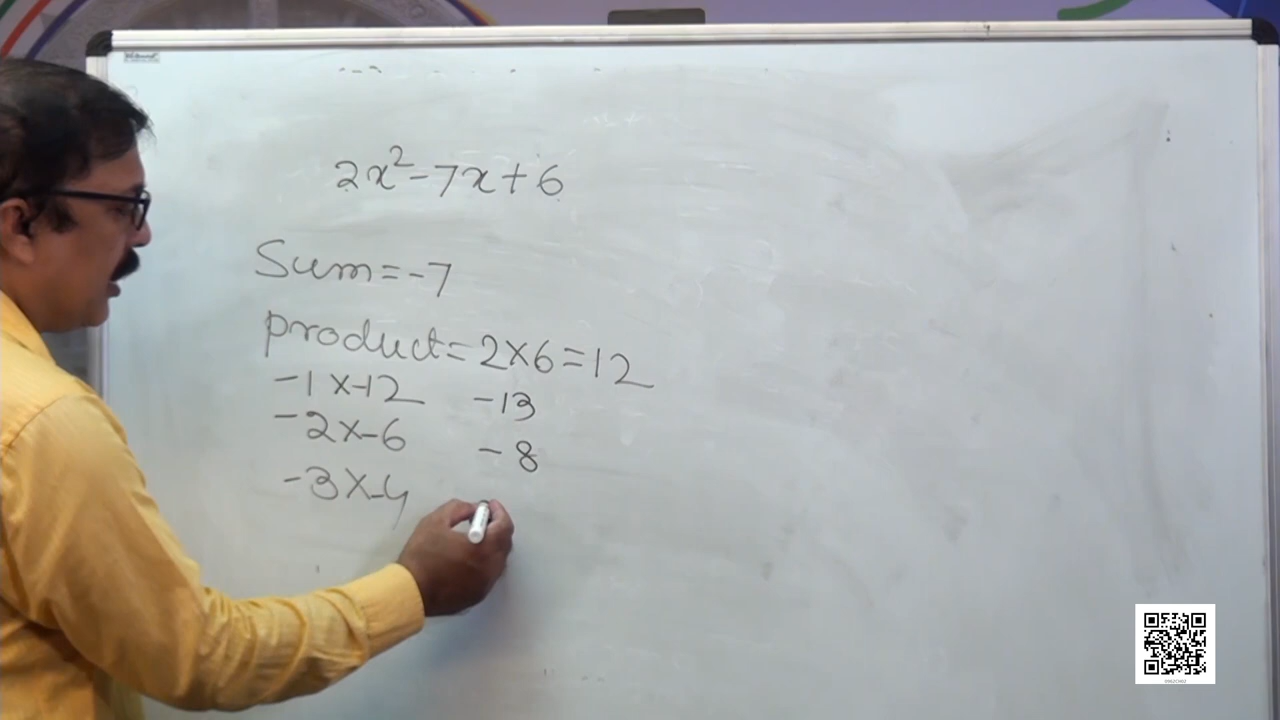 2x² - 7x + 6
Sum = -7
product = 2 x 6 = 12
-1 x -12 -13
-2 x -6 -8
-3 x -4